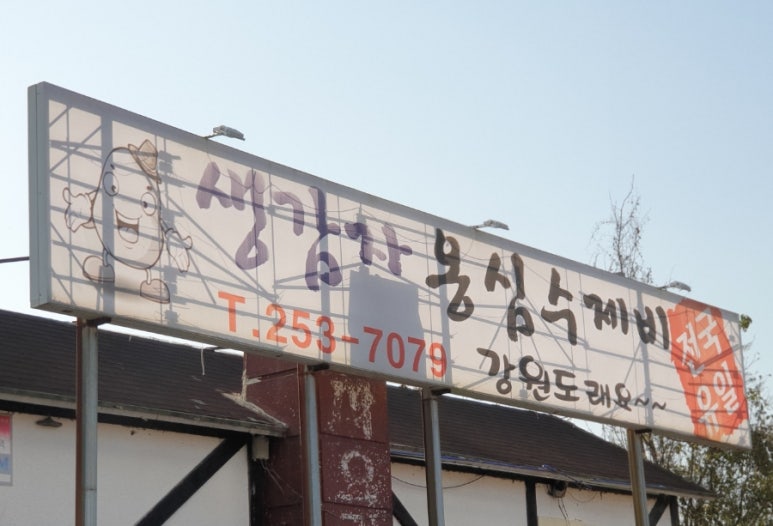 생감자 옹심수제비
T.253-7079
강원도래요~~
전국
유일